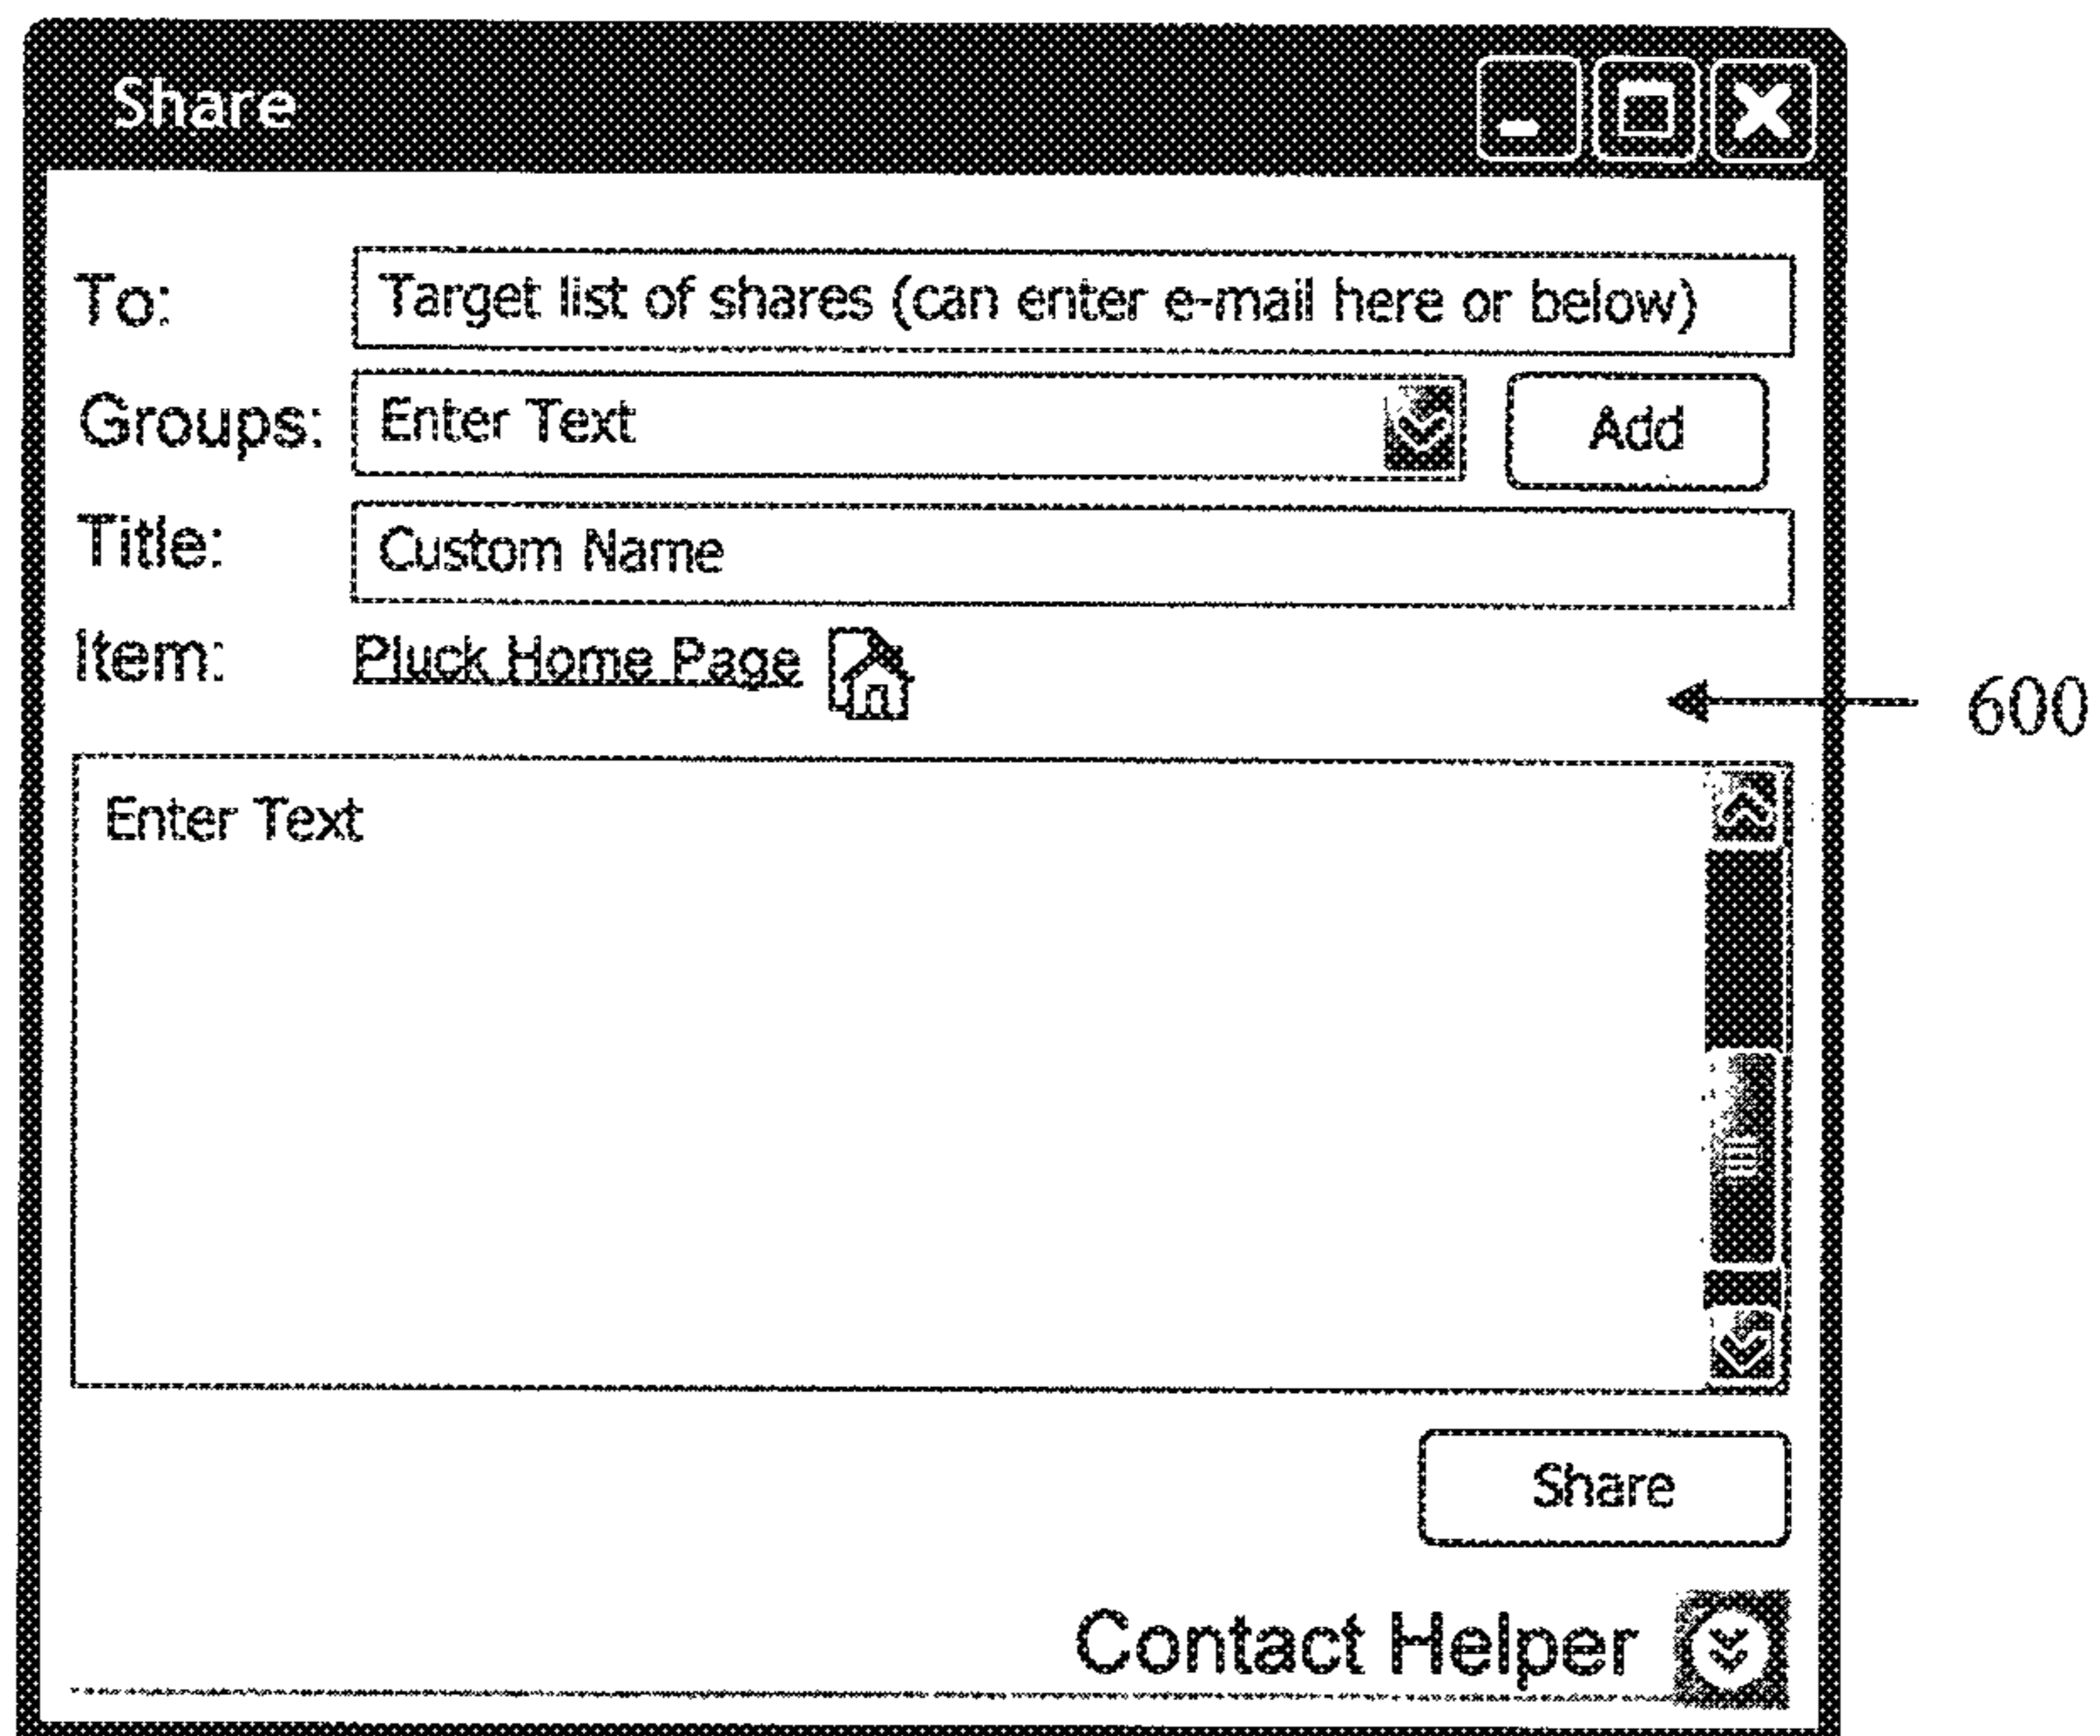 Share
To: Target list of shares (can enter e-mail here or below)
Groups: Enter Text Add
Title: Custom Name
Item: Pluck Home Page
600
Enter Text
Share
Contact Helper